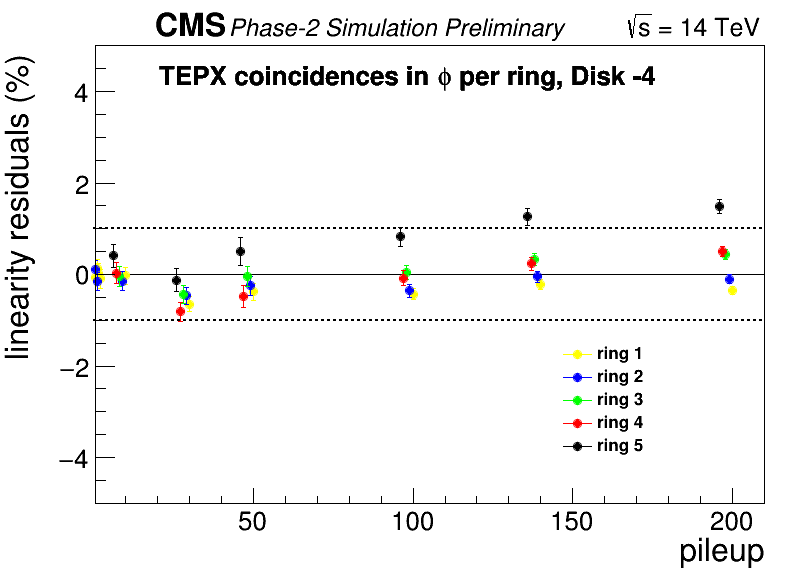 CMS Phase-2 Simulation Preliminary √s = 14 TeV
TEPX coincidences in ϕ per ring, Disk -4
linearity residuals (%)
4
2
0
−2
−4
ring 1
ring 2
ring 3
ring 4
ring 5
50 100 150 200
pileup